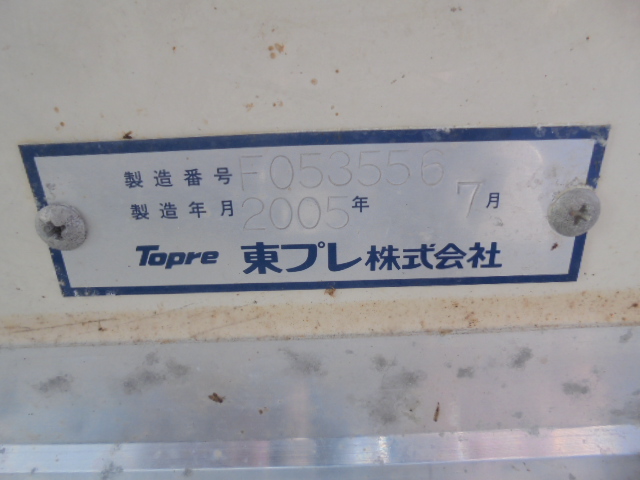 製造番号 F053556
製造年月 2005年 7月
Topre 東プレ株式会社